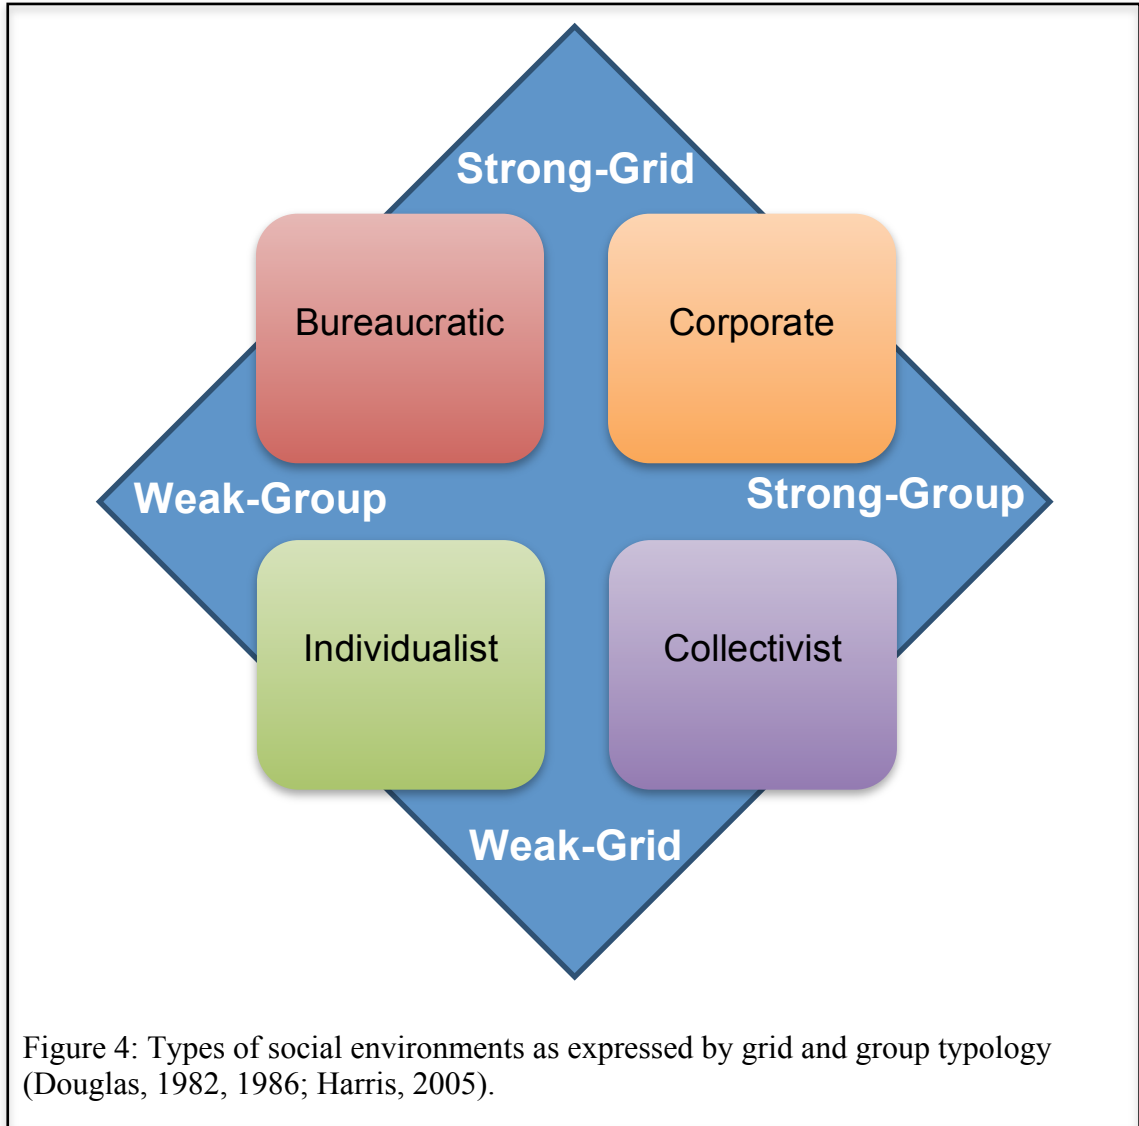 Strong-Grid
Bureaucratic
Corporate
Weak-Group
Strong-Group
Individualist
Collectivist
Weak-Grid
Figure 4: Types of social environments as expressed by grid and group typology
(Douglas, 1982, 1986; Harris, 2005).